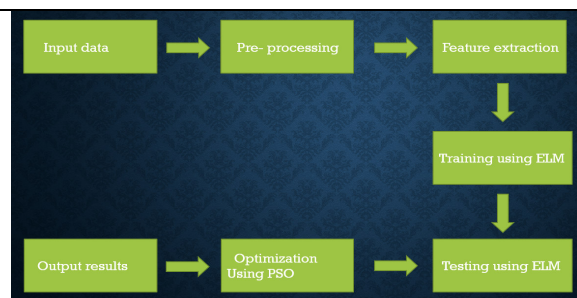 Input data
Pre- processing
Feature extraction
Training using ELM
Output results
Optimization
Using PSO
Testing using ELM